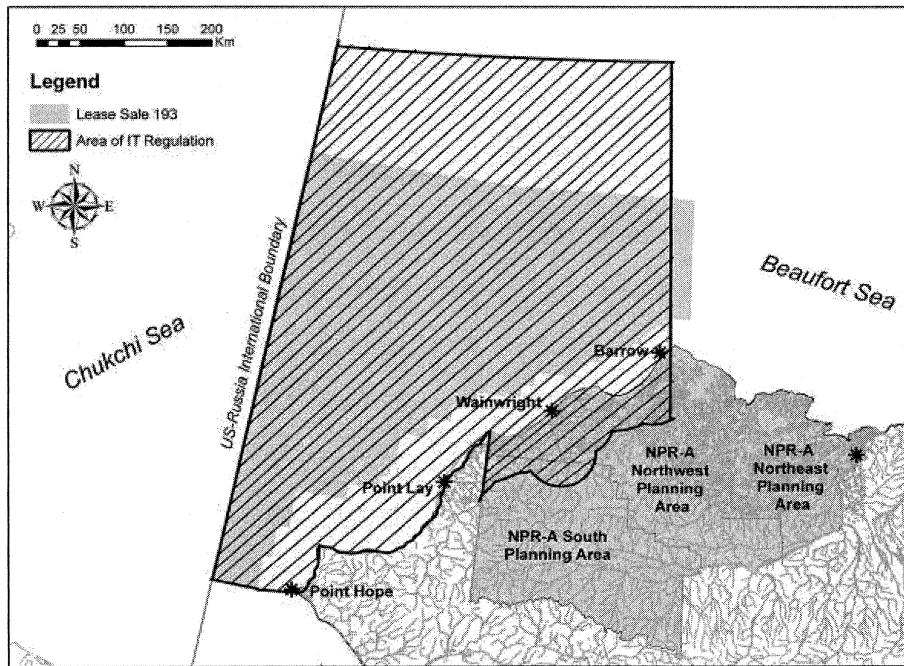 0 25 50 100 150 200
Km
Legend
Lease Sale 193
Area of IT Regulation
N
W E
S
Chukchi Sea
US-Russia International Boundary
Beaufort Sea
Barrow
Wainwright
Point Lay
Point Hope
NPR-A
Northwest
Planning
Area
NPR-A
Northeast
Planning
Area
NPR-A South
Planning Area